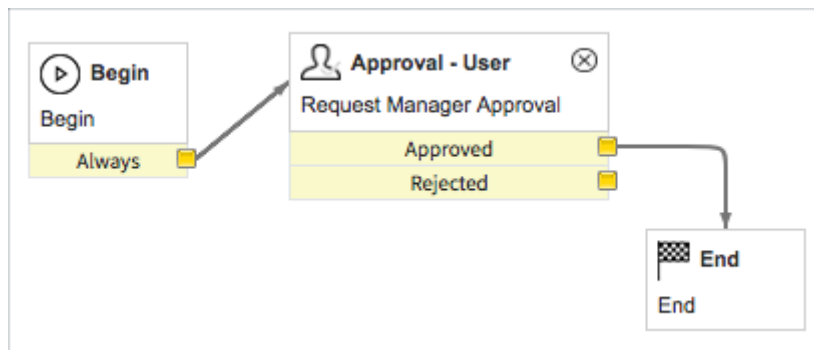 Begin
Begin
Always
Approval - User
Request Manager Approval
Approved
Rejected
End
End